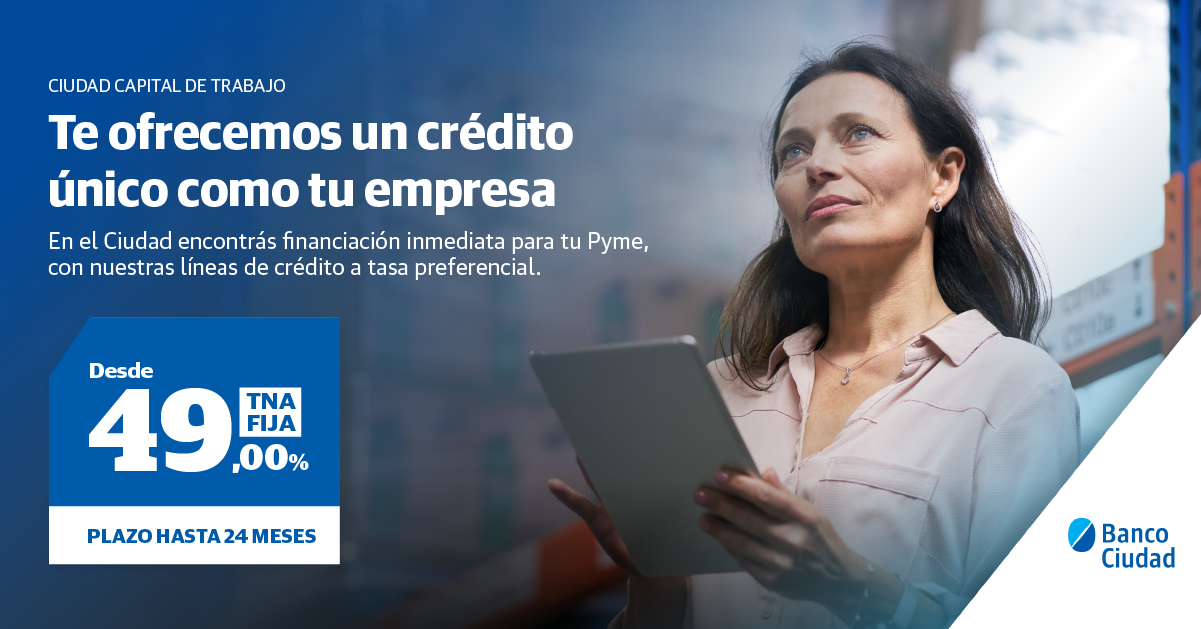 CIUDAD CAPITAL DE TRABAJO
Te ofrecemos un crédito
único como tu empresa
En el Ciudad encontrás financiación inmediata para tu Pyme,
con nuestras líneas de crédito a tasa preferencial.
Desde
49,00%
TNA
FIJA
PLAZO HASTA 24 MESES
Banco
Ciudad